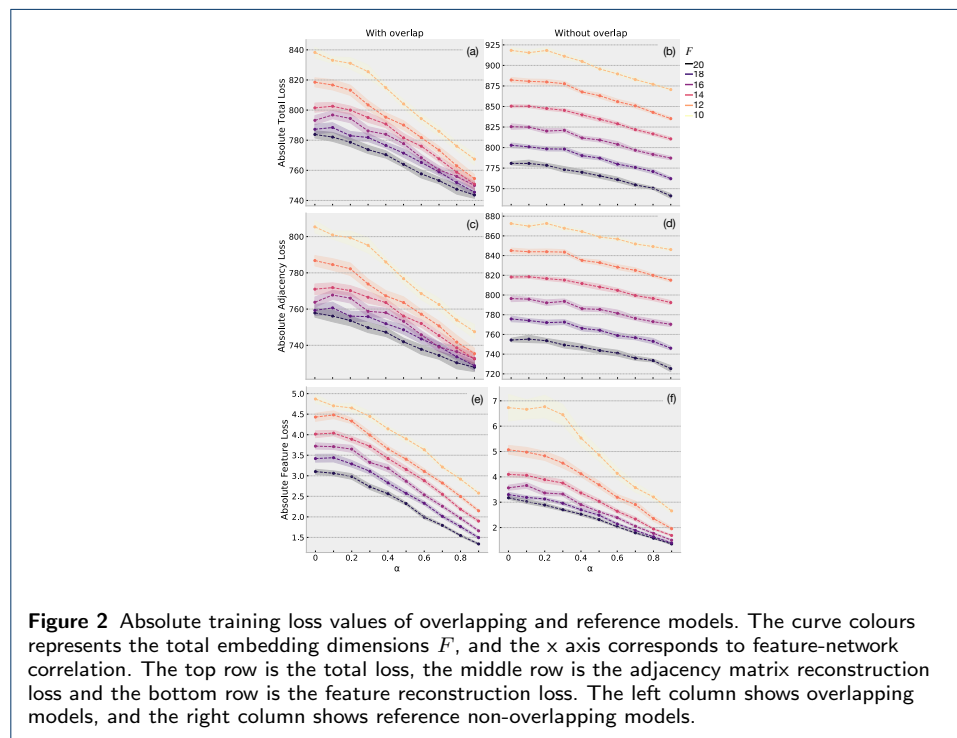 With overlap
Without overlap
Absolute Total Loss
840
820
800
780
760
740
(a)
925
900
875
850
825
800
775
750
(b)
F
20
18
16
14
12
10
Absolute Adjacency Loss
800
780
760
740
(c)
880
860
840
820
800
780
760
740
720
(d)
Absolute Feature Loss
5.0
4.5
4.0
3.5
3.0
2.5
2.0
1.5
(e)
7
6
5
4
3
2
(f)
0 0.2 0.4 0.6 0.8
α
0 0.2 0.4 0.6 0.8
α
Figure 2 Absolute training loss values of overlapping and reference models. The curve colours
represents the total embedding dimensions F, and the x axis corresponds to feature-network
correlation. The top row is the total loss, the middle row is the adjacency matrix reconstruction
loss and the bottom row is the feature reconstruction loss. The left column shows overlapping
models, and the right column shows reference non-overlapping models.